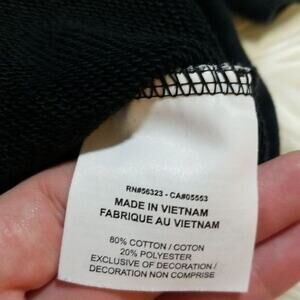 RN#56323 - CA#05553
MADE IN VIETNAM
FABRIQUE AU VIETNAM
80% COTTON / COTON
20% POLYESTER
EXCLUSIVE OF DECORATION /
DECORATION NON COMPRISE